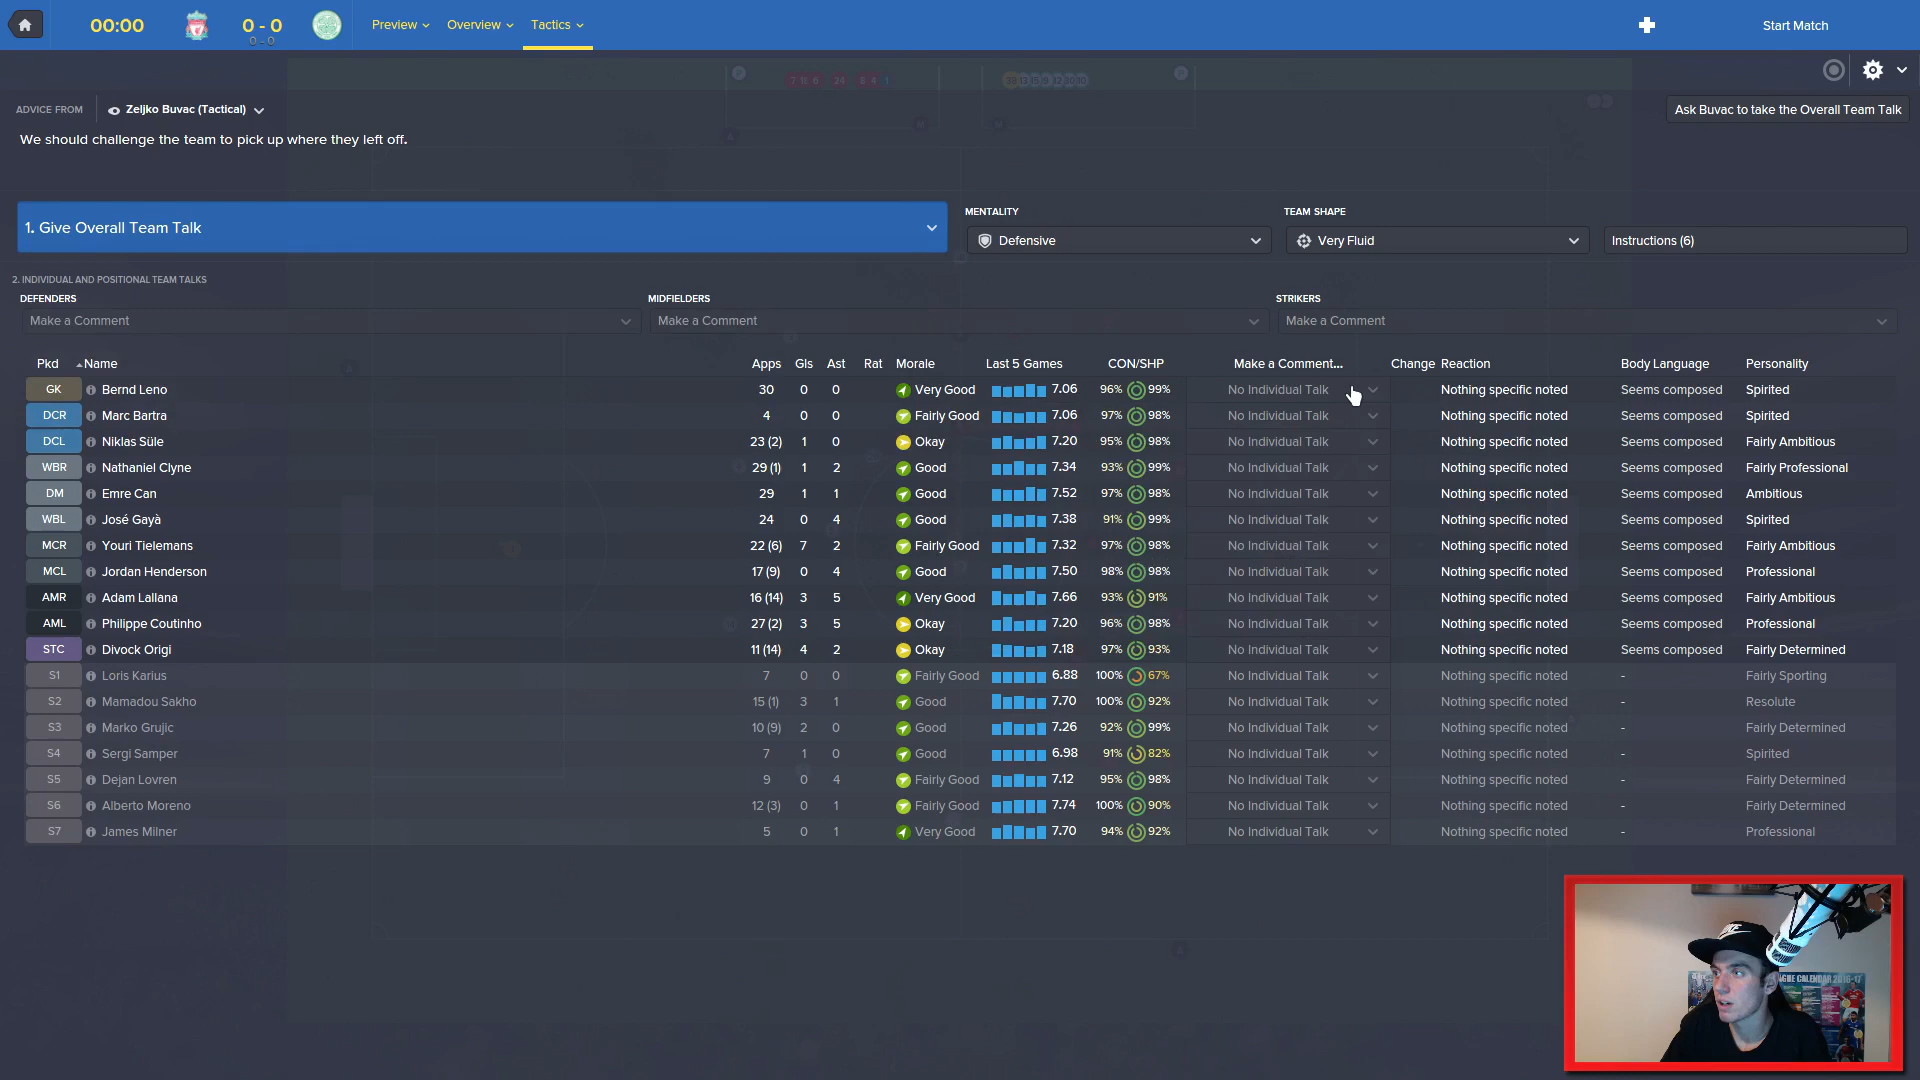 00:00
0 - 0
0 - 0
Preview
Overview
Tactics
Start Match
ADVICE FROM
Zeljko Buvac (Tactical)
Ask Buvac to take the Overall Team Talk
We should challenge the team to pick up where they left off.
1. Give Overall Team Talk
MENTALITY
Defensive
TEAM SHAPE
Very Fluid
Instructions (6)
2. INDIVIDUAL AND POSITIONAL TEAM TALKS
DEFENDERS MIDFIELDERS STRIKERS
Make a Comment Make a Comment Make a Comment
Pkd Name Apps Gls Ast Rat Morale Last 5 Games CON/SHP Make a Comment... Change Reaction Body Language Personality
GK Bernd Leno 30 0 0 Very Good 7.06 96% 99% No Individual Talk Nothing specific noted Seems composed Spirited
DCR Marc Bartra 4 0 0 Fairly Good 7.06 97% 98% No Individual Talk Nothing specific noted Seems composed Spirited
DCL Niklas Süle 23 (2) 1 0 Okay 7.20 95% 98% No Individual Talk Nothing specific noted Seems composed Fairly Ambitious
WBR Nathaniel Clyne 29 (1) 1 2 Good 7.34 93% 99% No Individual Talk Nothing specific noted Seems composed Fairly Professional
DM Emre Can 29 1 1 Good 7.52 97% 98% No Individual Talk Nothing specific noted Seems composed Ambitious
WBL José Gayà 24 0 4 Good 7.38 91% 99% No Individual Talk Nothing specific noted Seems composed Spirited
MCR Youri Tielemans 22 (6) 7 2 Fairly Good 7.32 97% 98% No Individual Talk Nothing specific noted Seems composed Fairly Ambitious
MCL Jordan Henderson 17 (9) 0 4 Good 7.50 98% 98% No Individual Talk Nothing specific noted Seems composed Professional
AMR Adam Lallana 16 (14) 3 5 Very Good 7.66 93% 91% No Individual Talk Nothing specific noted Seems composed Fairly Ambitious
AML Philippe Coutinho 27 (2) 3 5 Okay 7.20 96% 98% No Individual Talk Nothing specific noted Seems composed Professional
STC Divock Origi 11 (14) 4 2 Okay 7.18 97% 93% No Individual Talk Nothing specific noted Seems composed Fairly Determined
S1 Loris Karius 7 0 0 Fairly Good 6.88 100% 67% No Individual Talk Nothing specific noted - Fairly Sporting
S2 Mamadou Sakho 15 (1) 3 1 Good 7.70 100% 92% No Individual Talk Nothing specific noted - Resolute
S3 Marko Grujic 10 (9) 2 0 Good 7.26 92% 99% No Individual Talk Nothing specific noted - Fairly Determined
S4 Sergi Samper 7 1 0 Good 6.98 91% 82% No Individual Talk Nothing specific noted - Spirited
S5 Dejan Lovren 9 0 4 Fairly Good 7.12 95% 98% No Individual Talk Nothing specific noted - Fairly Determined
S6 Alberto Moreno 12 (3) 0 1 Fairly Good 7.74 100% 90% No Individual Talk Nothing specific noted - Fairly Determined
S7 James Milner 5 0 1 Very Good 7.70 94% 92% No Individual Talk Nothing specific noted - Professional